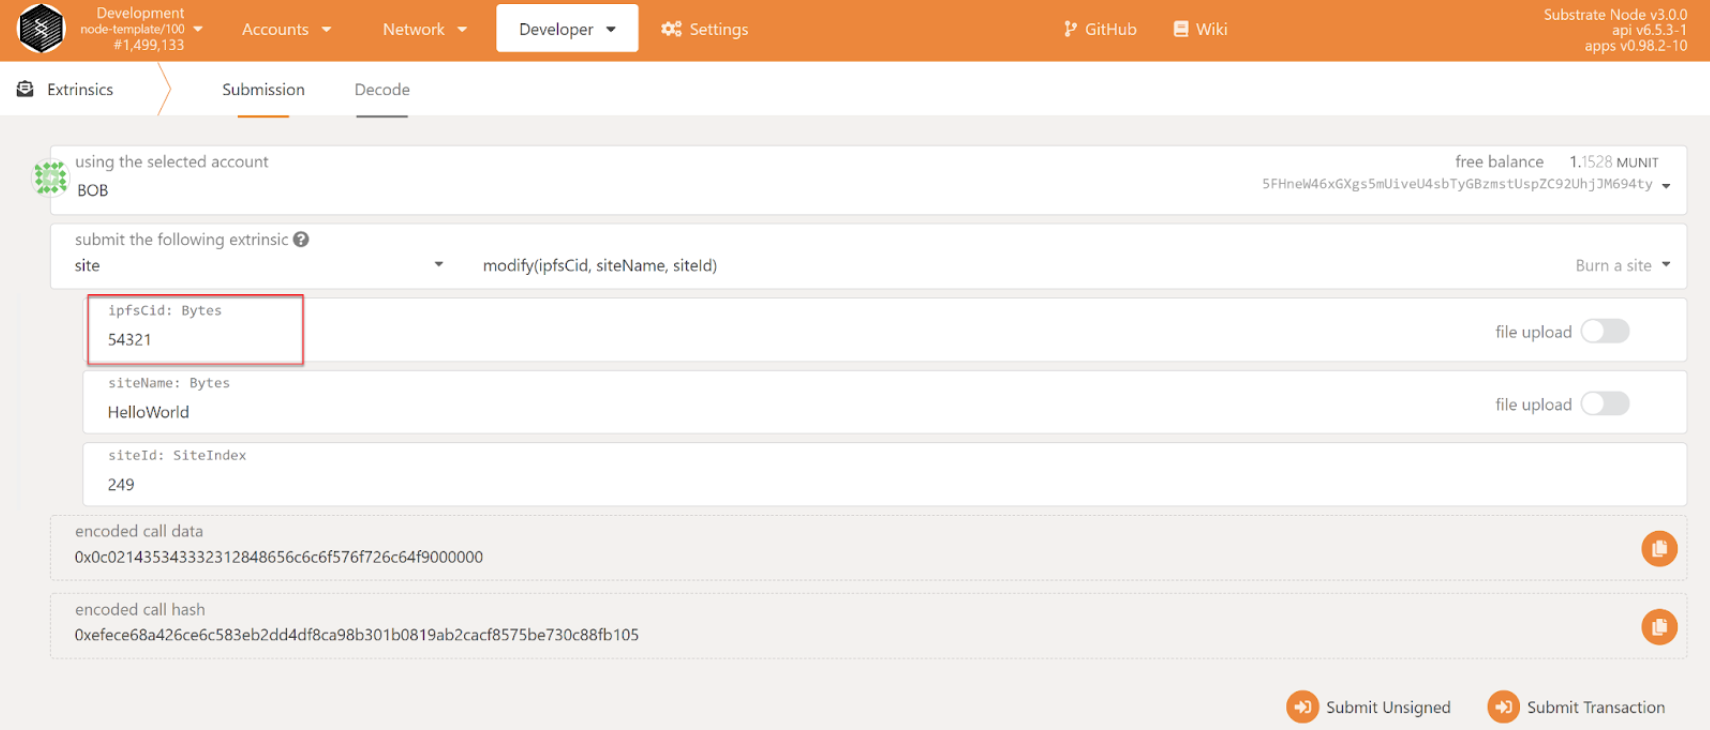 Development
node-template/100
#1,499,133
Accounts
Network
Developer
Settings
GitHub
Wiki
Substrate Node v3.0.0
api v6.5.3-1
apps v0.98.2-10
Extrinsics
Submission
Decode
using the selected account
BOB
free balance 1.1528 MUNIT
5FHneW46xGXgs5mUiveU4sbTyGBzmstUspZC92UhjJM694ty
submit the following extrinsic
site
modify(ipfsCid, siteName, siteId)
Burn a site
ipfsCid: Bytes
54321
file upload
siteName: Bytes
HelloWorld
file upload
siteId: SiteIndex
249
encoded call data
0x0c02143534333231284865 6c6c6f576f726c64f9000000
encoded call hash
0xefece68a426ce6c583eb2dd4df8ca98b301b0819ab2cacf8575be730c88fb105
Submit Unsigned
Submit Transaction